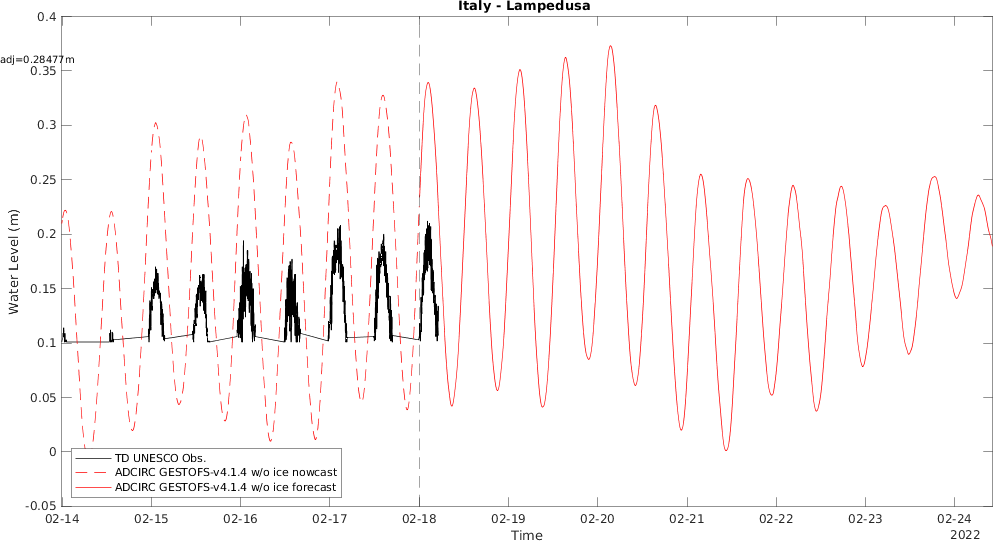 Italy - Lampedusa
adj=0.28477m
0.4
0.35
0.3
0.25
0.2
0.15
0.1
0.05
0
-0.05
Water Level (m)
TD UNESCO Obs.
ADCIRC GESTOFS-v4.1.4 w/o ice nowcast
ADCIRC GESTOFS-v4.1.4 w/o ice forecast
02-14 02-15 02-16 02-17 02-18 02-19 02-20 02-21 02-22 02-23 02-24
Time
2022